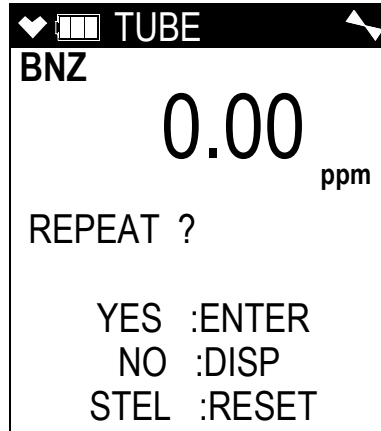 TUBE
BNZ
0.00
ppm
REPEAT ?
YES :ENTER
NO :DISP
STEL :RESET